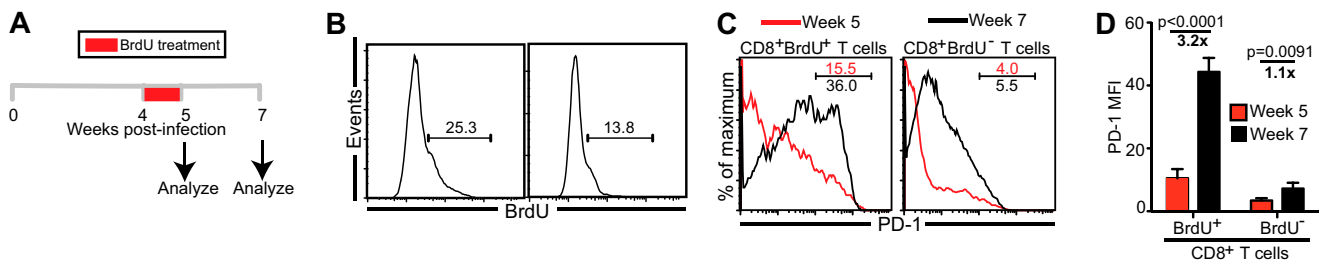 A
BrdU treatment
0
4
5
7
Weeks post-infection
Analyze
Analyze
B
Events
25.3
13.8
BrdU
C
Week 5
Week 7
CD8⁺BrdU⁺ T cells
CD8⁺BrdU⁻ T cells
% of maximum
15.5
36.0
4.0
5.5
PD-1
D
p<0.0001
3.2x
p=0.0091
1.1x
PD-1 MFI
60
40
20
0
Week 5
Week 7
BrdU⁺
BrdU⁻
CD8⁺ T cells